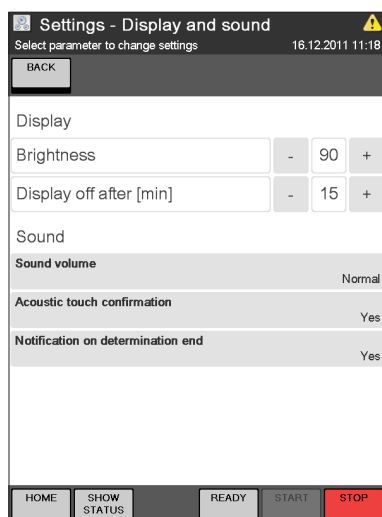 Settings - Display and sound
Select parameter to change settings 16.12.2011 11:18
BACK
Display
Brightness - 90 +
Display off after [min] - 15 +
Sound
Sound volume
Normal
Acoustic touch confirmation
Yes
Notification on determination end
Yes
HOME SHOW STATUS READY START STOP